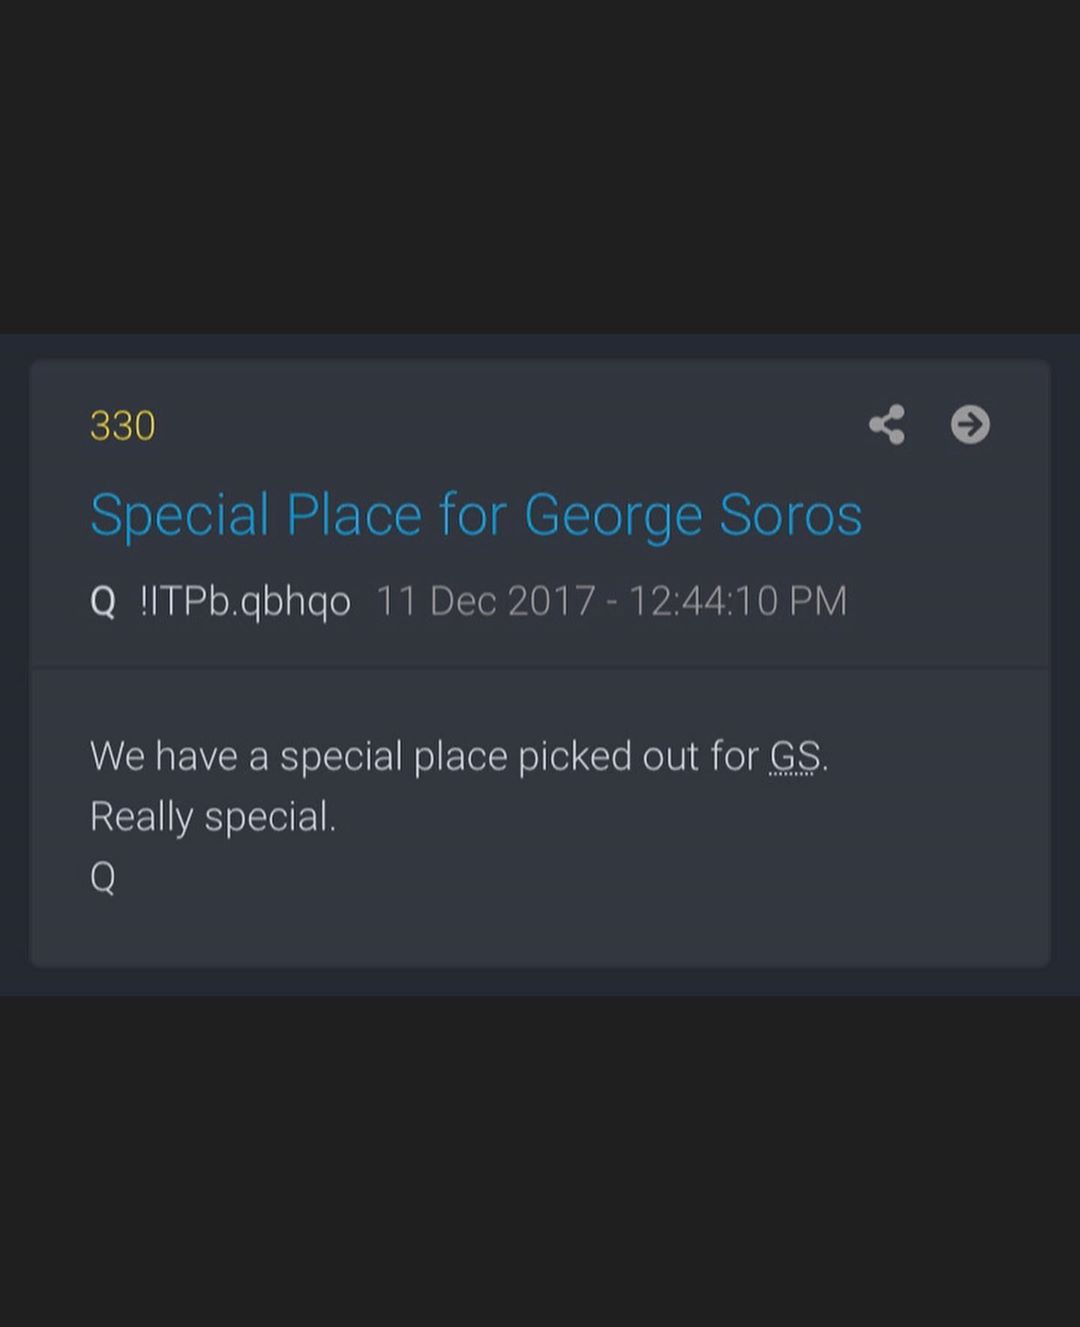 330
Special Place for George Soros
Q !ITPb.qbhqo 11 Dec 2017 - 12:44:10 PM
We have a special place picked out for GS.
Really special.
Q